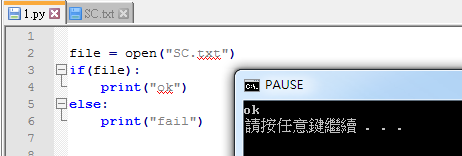 1.py SC.txt
1
2 file = open("SC.txt")
3 if(file):
4 print("ok")
5 else:
6 print("fail")
7
PAUSE
C:\.
ok
請按任意鍵繼續 . . .